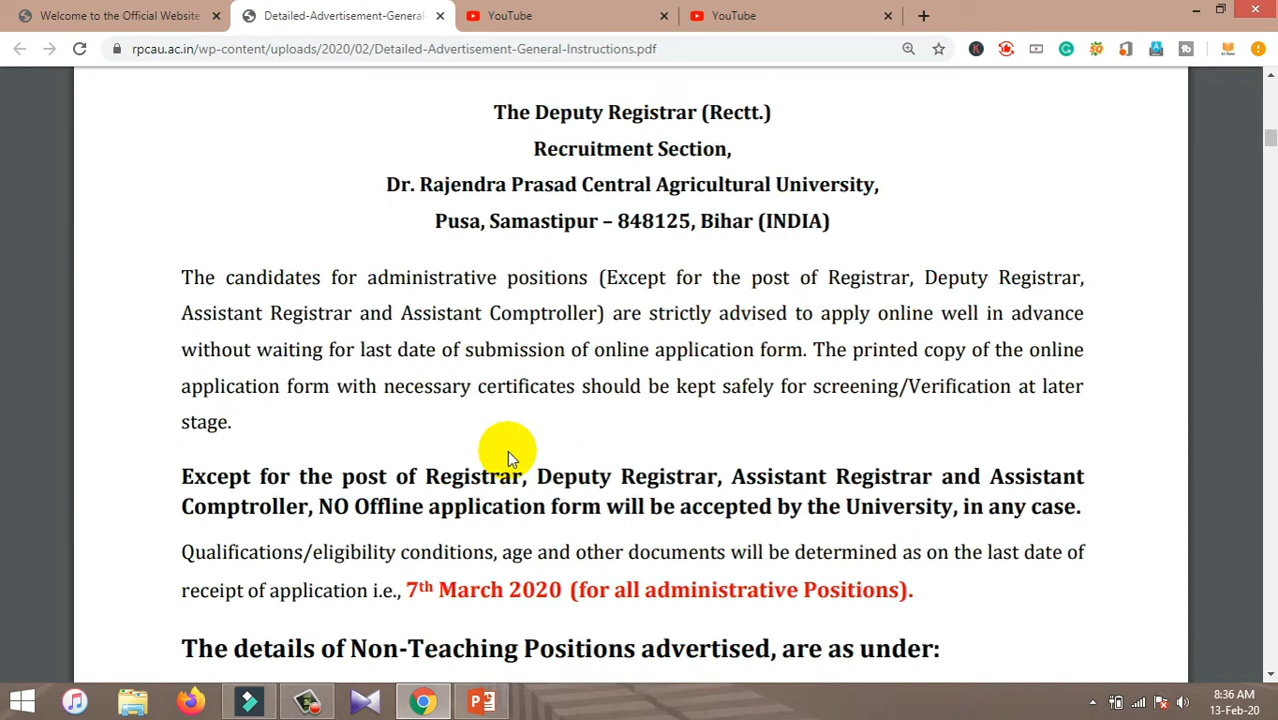 Welcome to the Official Website
Detailed-Advertisement-General-
YouTube
YouTube
rpcau.ac.in/wp-content/uploads/2020/02/Detailed-Advertisement-General-Instructions.pdf
The Deputy Registrar (Rectt.)
Recruitment Section,
Dr. Rajendra Prasad Central Agricultural University,
Pusa, Samastipur – 848125, Bihar (INDIA)
The candidates for administrative positions (Except for the post of Registrar, Deputy Registrar,
Assistant Registrar and Assistant Comptroller) are strictly advised to apply online well in advance
without waiting for last date of submission of online application form. The printed copy of the online
application form with necessary certificates should be kept safely for screening/Verification at later
stage.
Except for the post of Registrar, Deputy Registrar, Assistant Registrar and Assistant
Comptroller, NO Offline application form will be accepted by the University, in any case.
Qualifications/eligibility conditions, age and other documents will be determined as on the last date of
receipt of application i.e., 7th March 2020 (for all administrative Positions).
The details of Non-Teaching Positions advertised, are as under:
8:36 AM
13-Feb-20